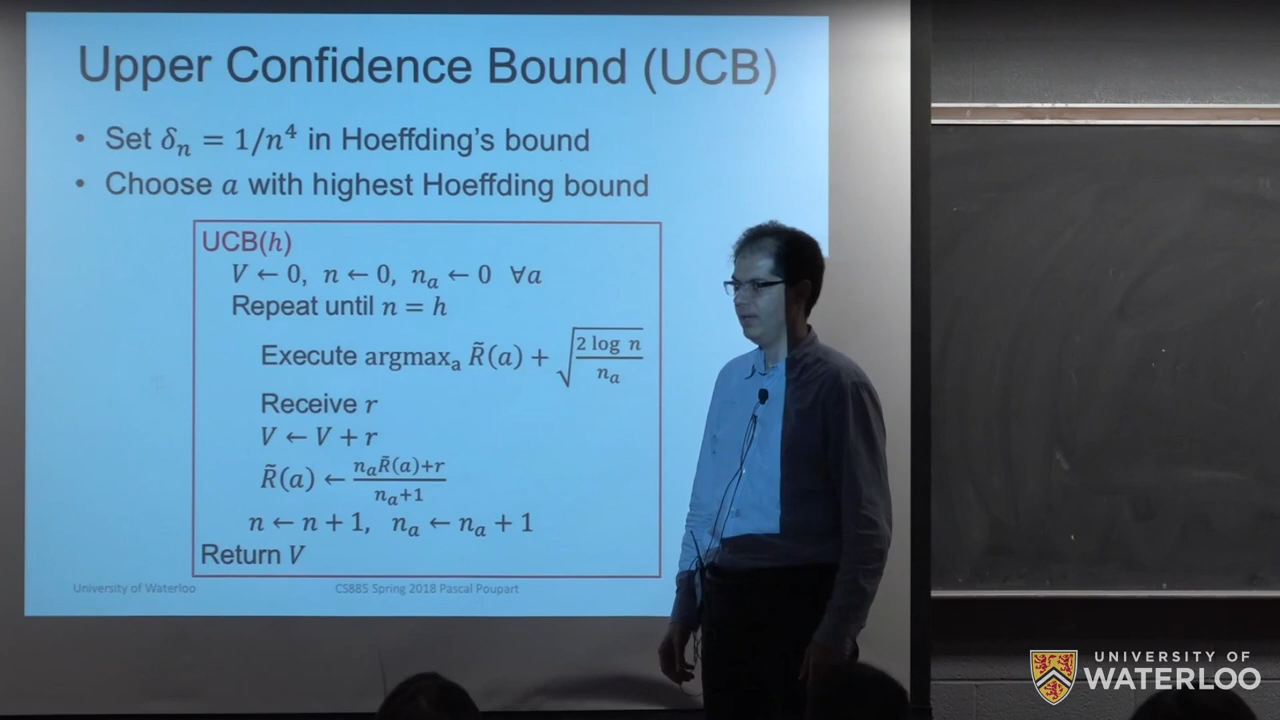 Upper Confidence Bound (UCB)
• Set δₙ = 1/n⁴ in Hoeffding's bound
• Choose a with highest Hoeffding bound
UCB(h)
V ← 0, n ← 0, nₐ ← 0 ∀a
Repeat until n = h
Execute argmaxₐ R̃(a) + √(2 log n / nₐ)
Receive r
V ← V + r
R̃(a) ← (nₐR̃(a)+r) / (nₐ+1)
n ← n + 1, nₐ ← nₐ + 1
Return V
University of Waterloo CS885 Spring 2018 Pascal Poupart
UNIVERSITY OF
WATERLOO